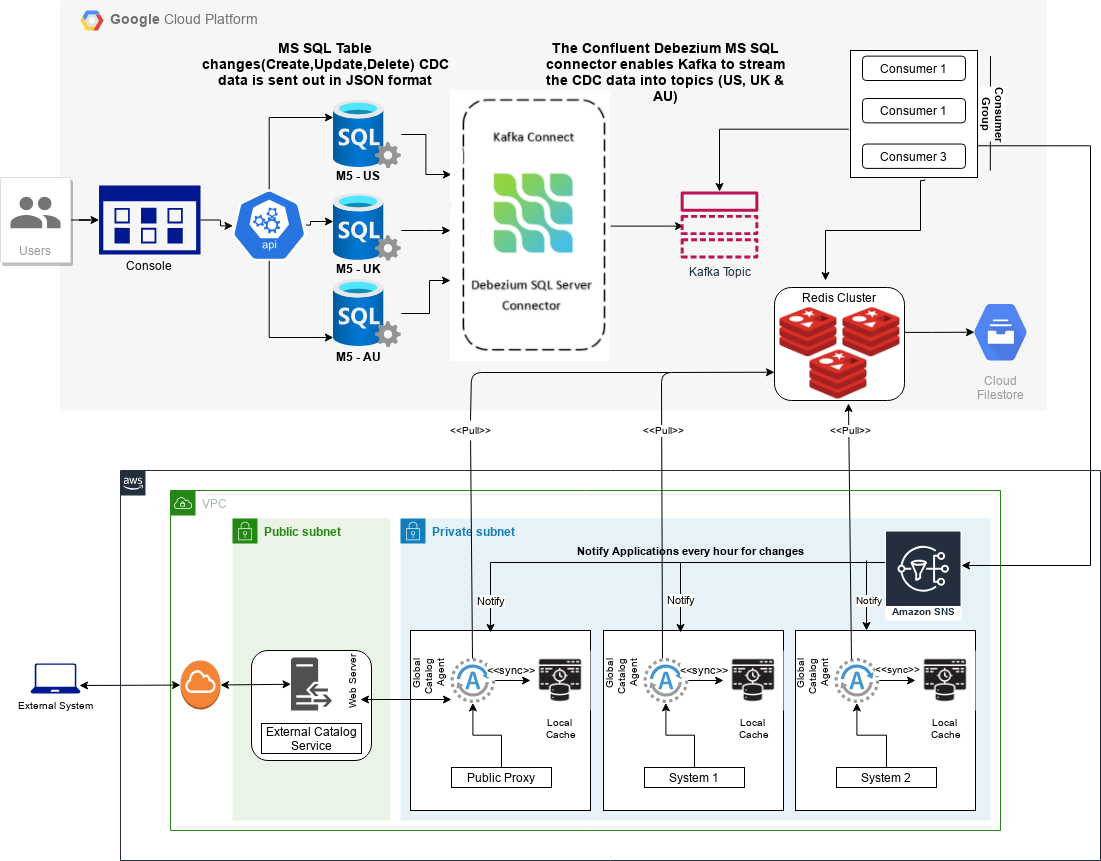 Google Cloud Platform
MS SQL Table
changes(Create,Update,Delete) CDC
data is sent out in JSON format
The Confluent Debezium MS SQL
connector enables Kafka to stream
the CDC data into topics (US, UK &
AU)
Consumer 1
Consumer 1
Consumer 3
Consumer
Group
Users
Console
api
SQL
M5 - US
SQL
M5 - UK
SQL
M5 - AU
Kafka Connect
Debezium SQL Server
Connector
Kafka Topic
Redis Cluster
Cloud
Filestore
<<Pull>>
<<Pull>>
<<Pull>>
aws
VPC
Public subnet
Private subnet
Notify Applications every hour for changes
Amazon SNS
Notify
Notify
Notify
External System
Web Server
External Catalog
Service
Global
Catalog
Agent
A
<<sync>>
Local
Cache
Public Proxy
Global
Catalog
Agent
A
<<sync>>
Local
Cache
System 1
Global
Catalog
Agent
A
<<sync>>
Local
Cache
System 2